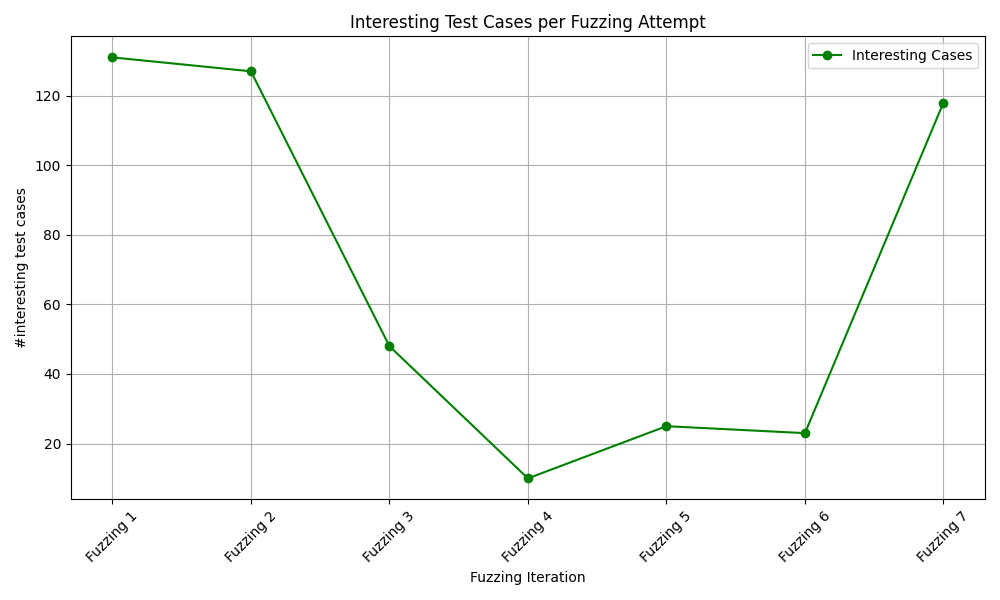 Interesting Test Cases per Fuzzing Attempt
Interesting Cases
#interesting test cases
120
100
80
60
40
20
Fuzzing 1
Fuzzing 2
Fuzzing 3
Fuzzing 4
Fuzzing 5
Fuzzing 6
Fuzzing 7
Fuzzing Iteration